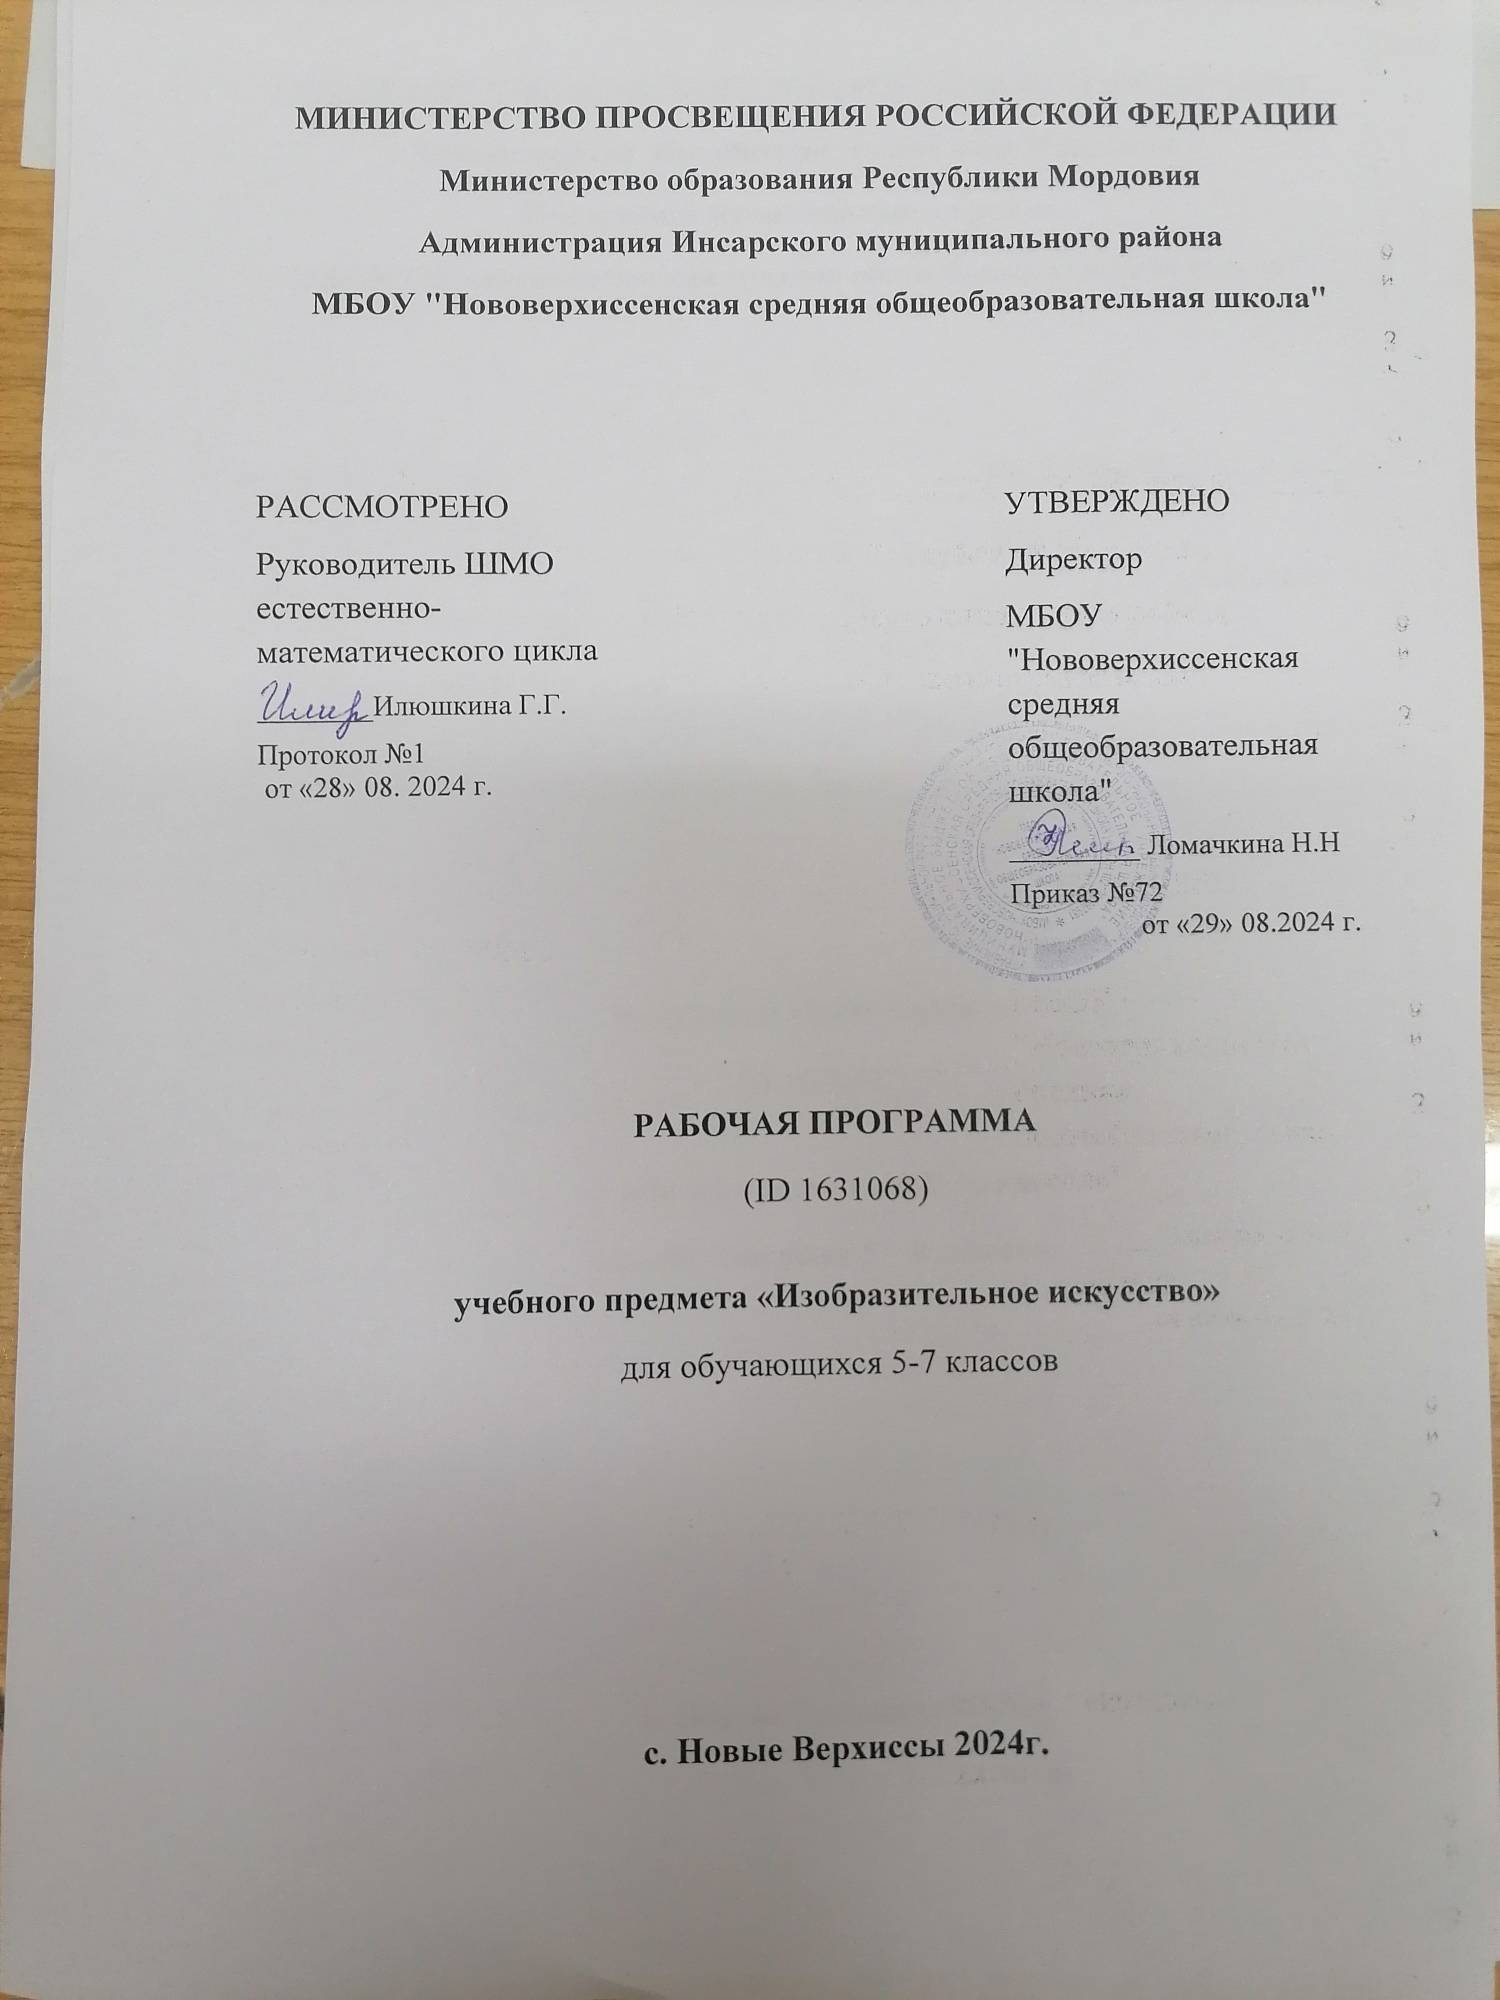 МИНИСТЕРСТВО ПРОСВЕЩЕНИЯ РОССИЙСКОЙ ФЕДЕРАЦИИ
Министерство образования Республики Мордовия
Администрация Инсарского муниципального района
МБОУ "Нововерхиссенская средняя общеобразовательная школа"
РАССМОТРЕНО
Руководитель ШМО
естественно-
математического цикла
Илюшкина Г.Г.
Протокол №1
от «28» 08. 2024 г.
УТВЕРЖДЕНО
Директор
МБОУ
"Нововерхиссенская
средняя
общеобразовательная
школа"
Ломачкина Н.Н
Приказ №72
от «29» 08.2024 г.
РАБОЧАЯ ПРОГРАММА
(ID 1631068)
учебного предмета «Изобразительное искусство»
для обучающихся 5-7 классов
с. Новые Верхиссы 2024г.